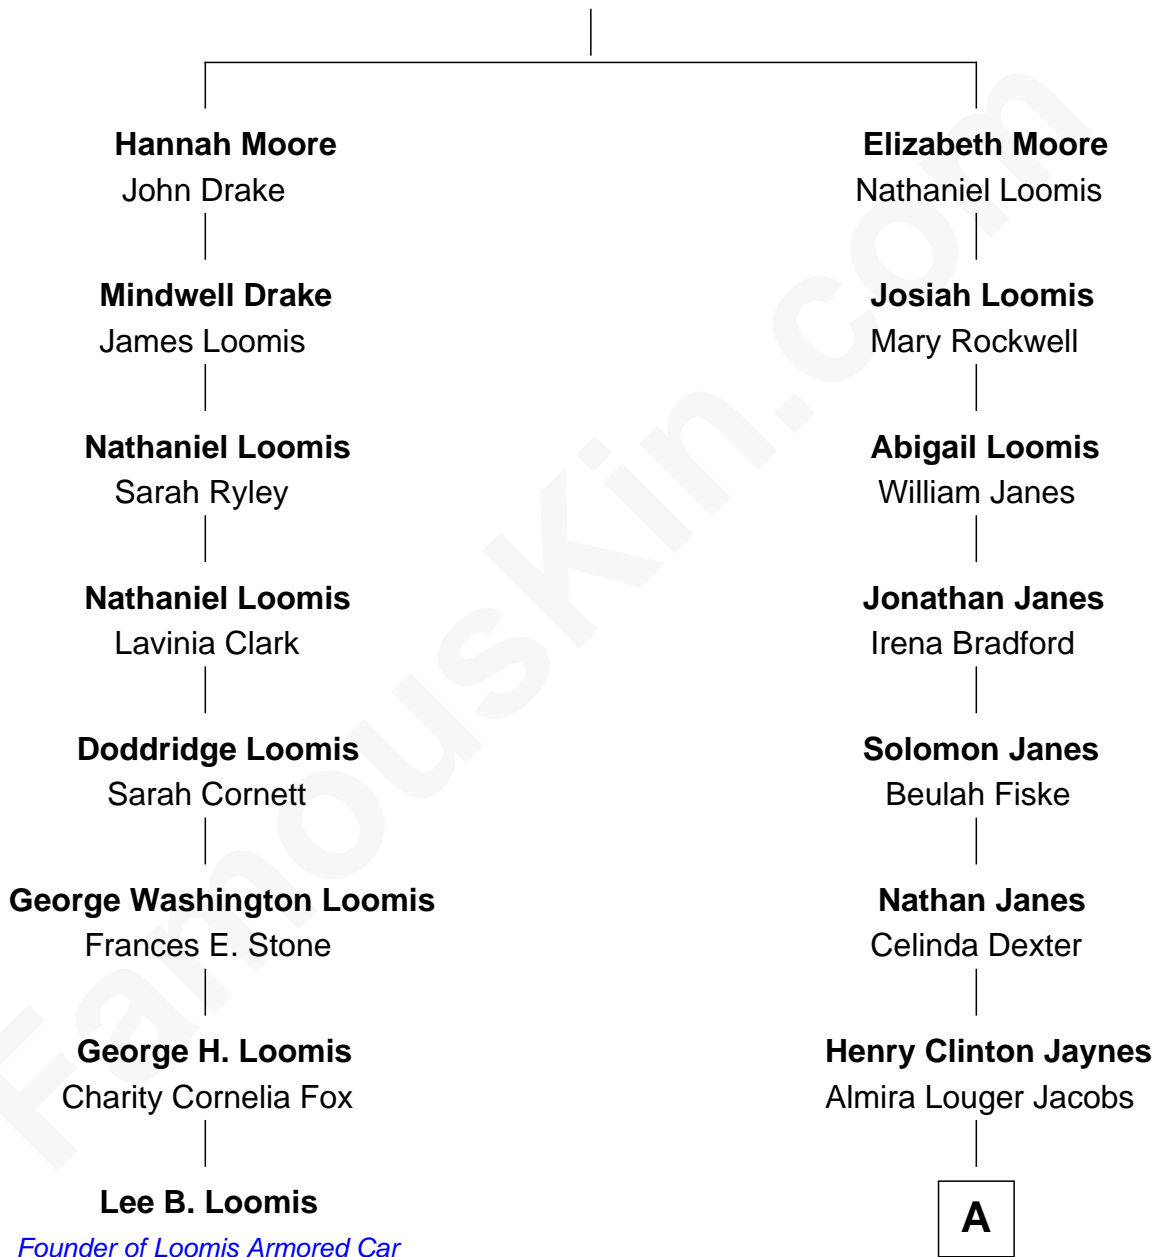 Hannah Moore
John Drake
Mindwell Drake
James Loomis
Nathaniel Loomis
Sarah Ryley
Nathaniel Loomis
Lavinia Clark
Doddridge Loomis
Sarah Cornett
George Washington Loomis
Frances E. Stone
George H. Loomis
Charity Cornelia Fox
Lee B. Loomis
Founder of Loomis Armored Car
Elizabeth Moore
Nathaniel Loomis
Josiah Loomis
Mary Rockwell
Abigail Loomis
William Janes
Jonathan Janes
Irena Bradford
Solomon Janes
Beulah Fiske
Nathan Janes
Celinda Dexter
Henry Clinton Jaynes
Almira Louger Jacobs
A
FamousKin.com